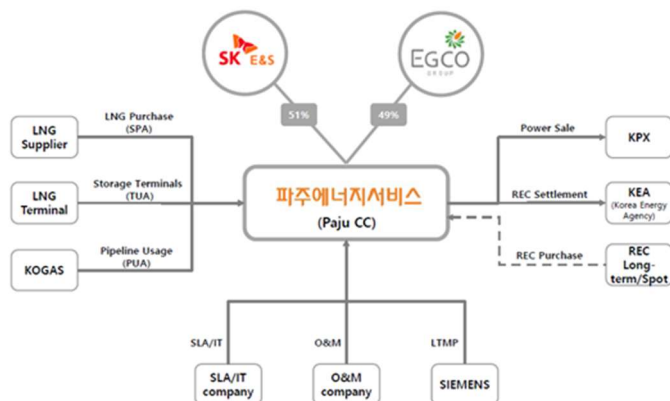 SK E&S
EGCO
GROUP
51%
49%
LNG
Supplier
LNG Purchase
(SPA)
LNG
Terminal
Storage Terminals
(TUA)
KOGAS
Pipeline Usage
(PUA)
파주에너지서비스
(Paju CC)
Power Sale
KPX
REC Settlement
KEA
(Korea Energy
Agency)
REC Purchase
REC
Long-
term/Spot
SLA/IT
O&M
LTMP
SLA/IT
company
O&M
company
SIEMENS